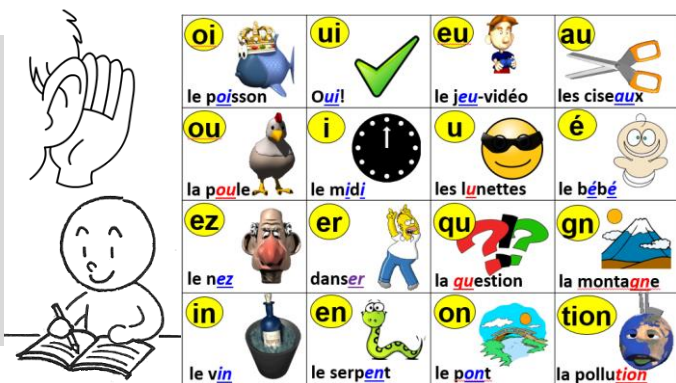 oi ui eu au
le poisson Oui! le jeu-vidéo les ciseaux
ou i u é
la poule le midi les lunettes le bébé
ez er qu gn
le nez danser la question la montagne
in en on tion
le vin le serpent le pont la pollution